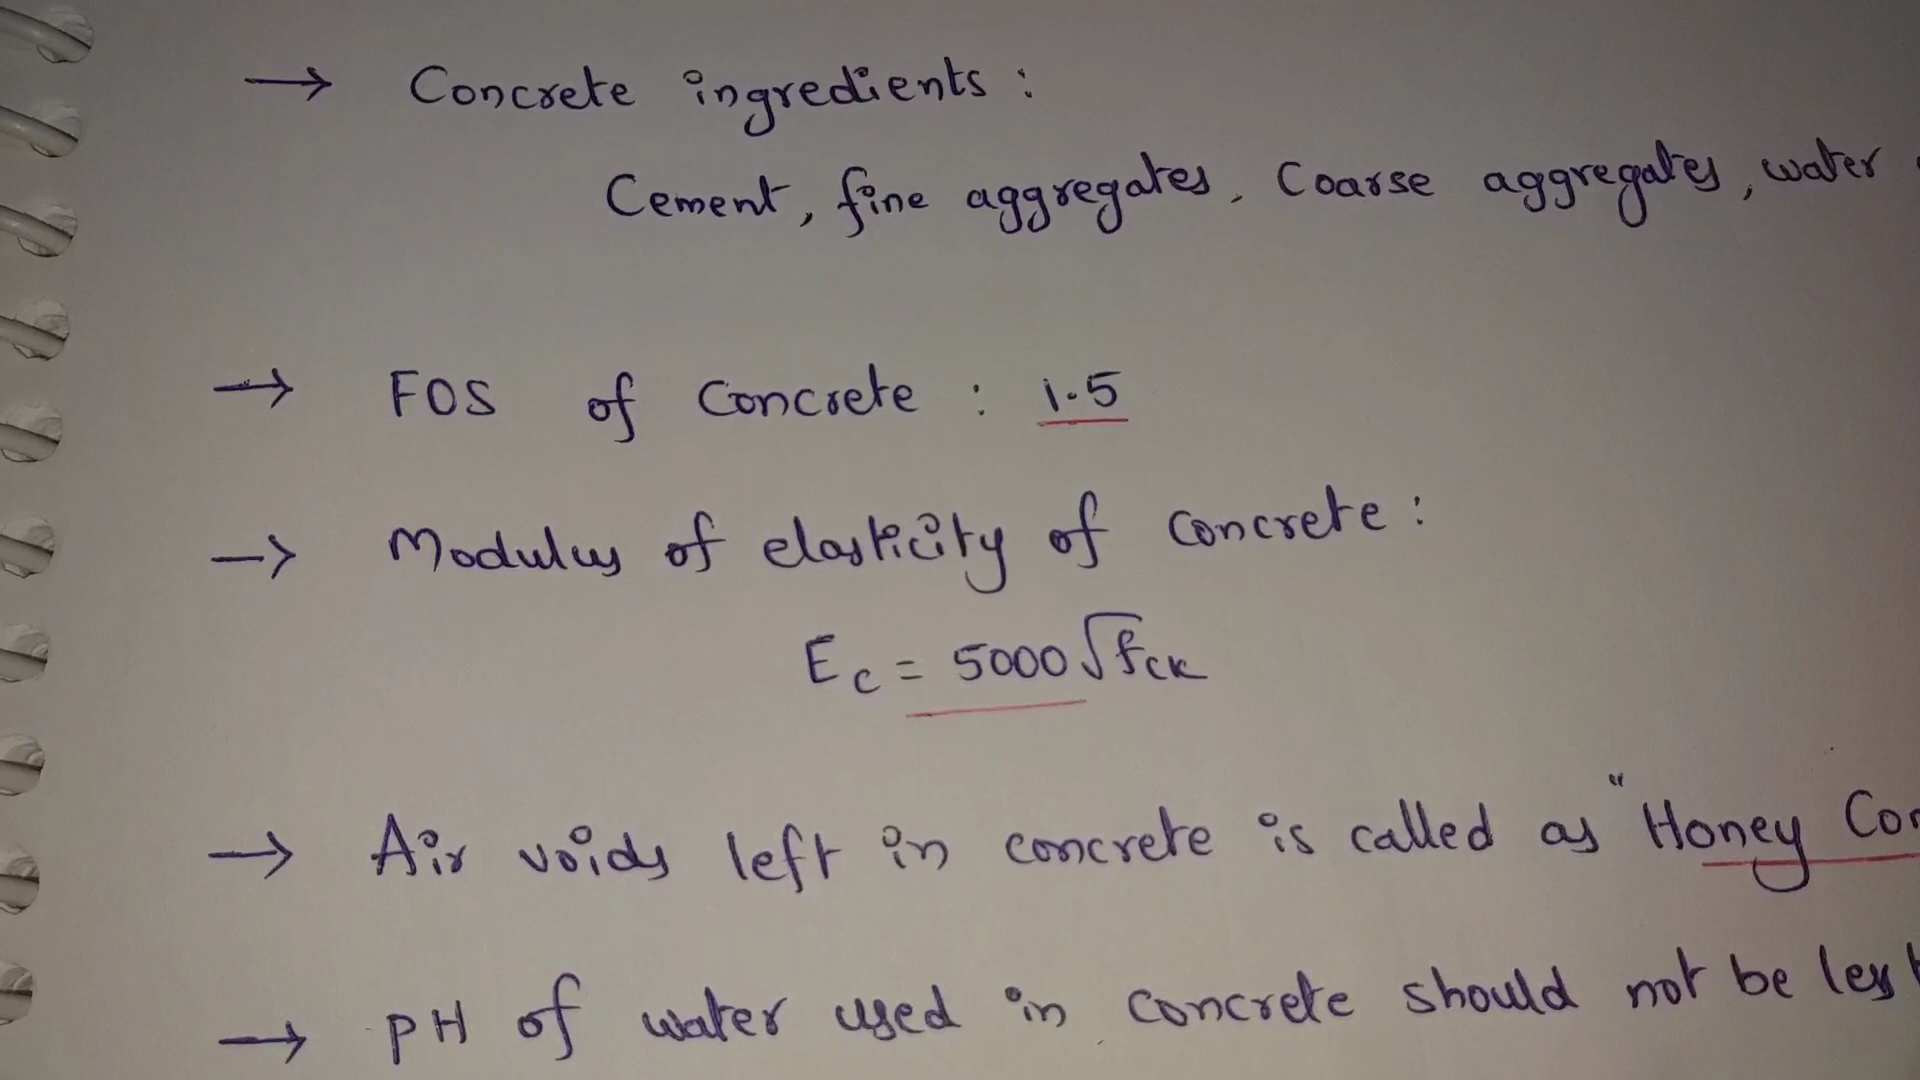 → Concrete ingredients :
Cement, fine aggregates, Coarse aggregates, water
→ FOS of Concrete : 1.5
→ Modulus of elasticity of concrete :
Ec = 5000√fck
→ Air voids left in concrete is called as "Honey
→ PH of water used in concrete should not be less